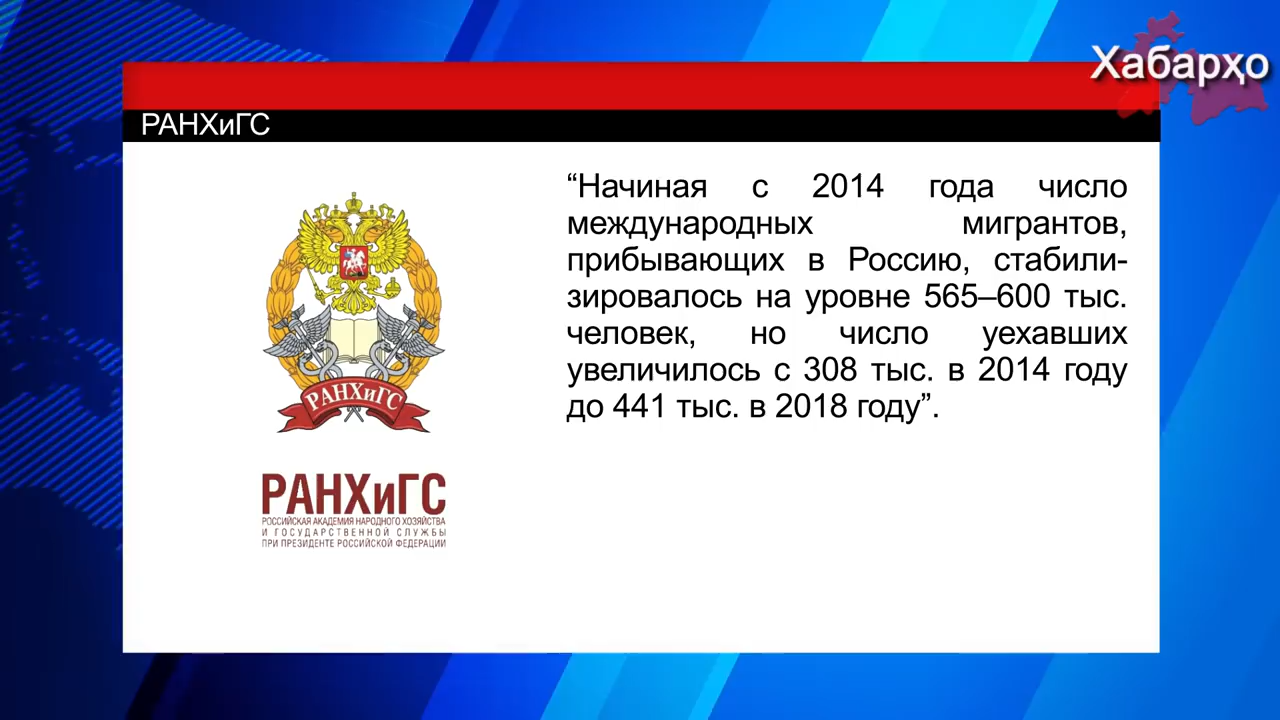 Хабарҳо
РАНХиГС
“Начиная с 2014 года число
международных мигрантов,
прибывающих в Россию, стабили-
зировалось на уровне 565–600 тыс.
человек, но число уехавших
увеличилось с 308 тыс. в 2014 году
до 441 тыс. в 2018 году”.
РАНХиГС
РАНХиГС
РОССИЙСКАЯ АКАДЕМИЯ НАРОДНОГО ХОЗЯЙСТВА
И ГОСУДАРСТВЕННОЙ СЛУЖБЫ
ПРИ ПРЕЗИДЕНТЕ РОССИЙСКОЙ ФЕДЕРАЦИИ